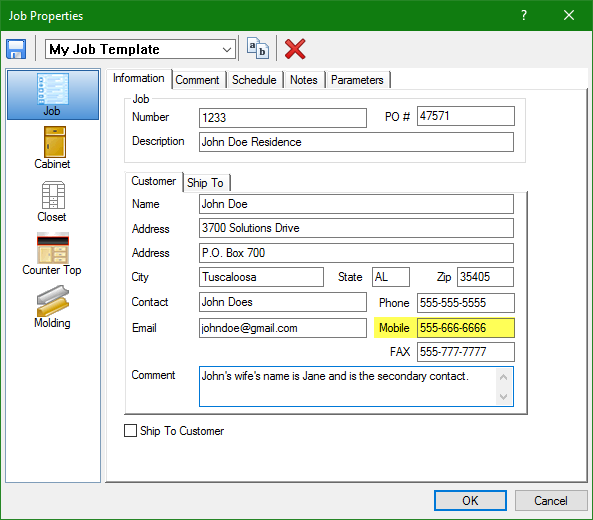 Job Properties
?
My Job Template
a b
Job
Cabinet
Closet
Counter Top
Molding
Information Comment Schedule Notes Parameters
Job
Number 1233 PO # 47571
Description John Doe Residence
Customer Ship To
Name John Doe
Address 3700 Solutions Drive
Address P.O. Box 700
City Tuscaloosa State AL Zip 35405
Contact John Does Phone 555-555-5555
Email johndoe@gmail.com Mobile 555-666-6666
FAX 555-777-7777
Comment John's wife's name is Jane and is the secondary contact.
Ship To Customer
OK Cancel